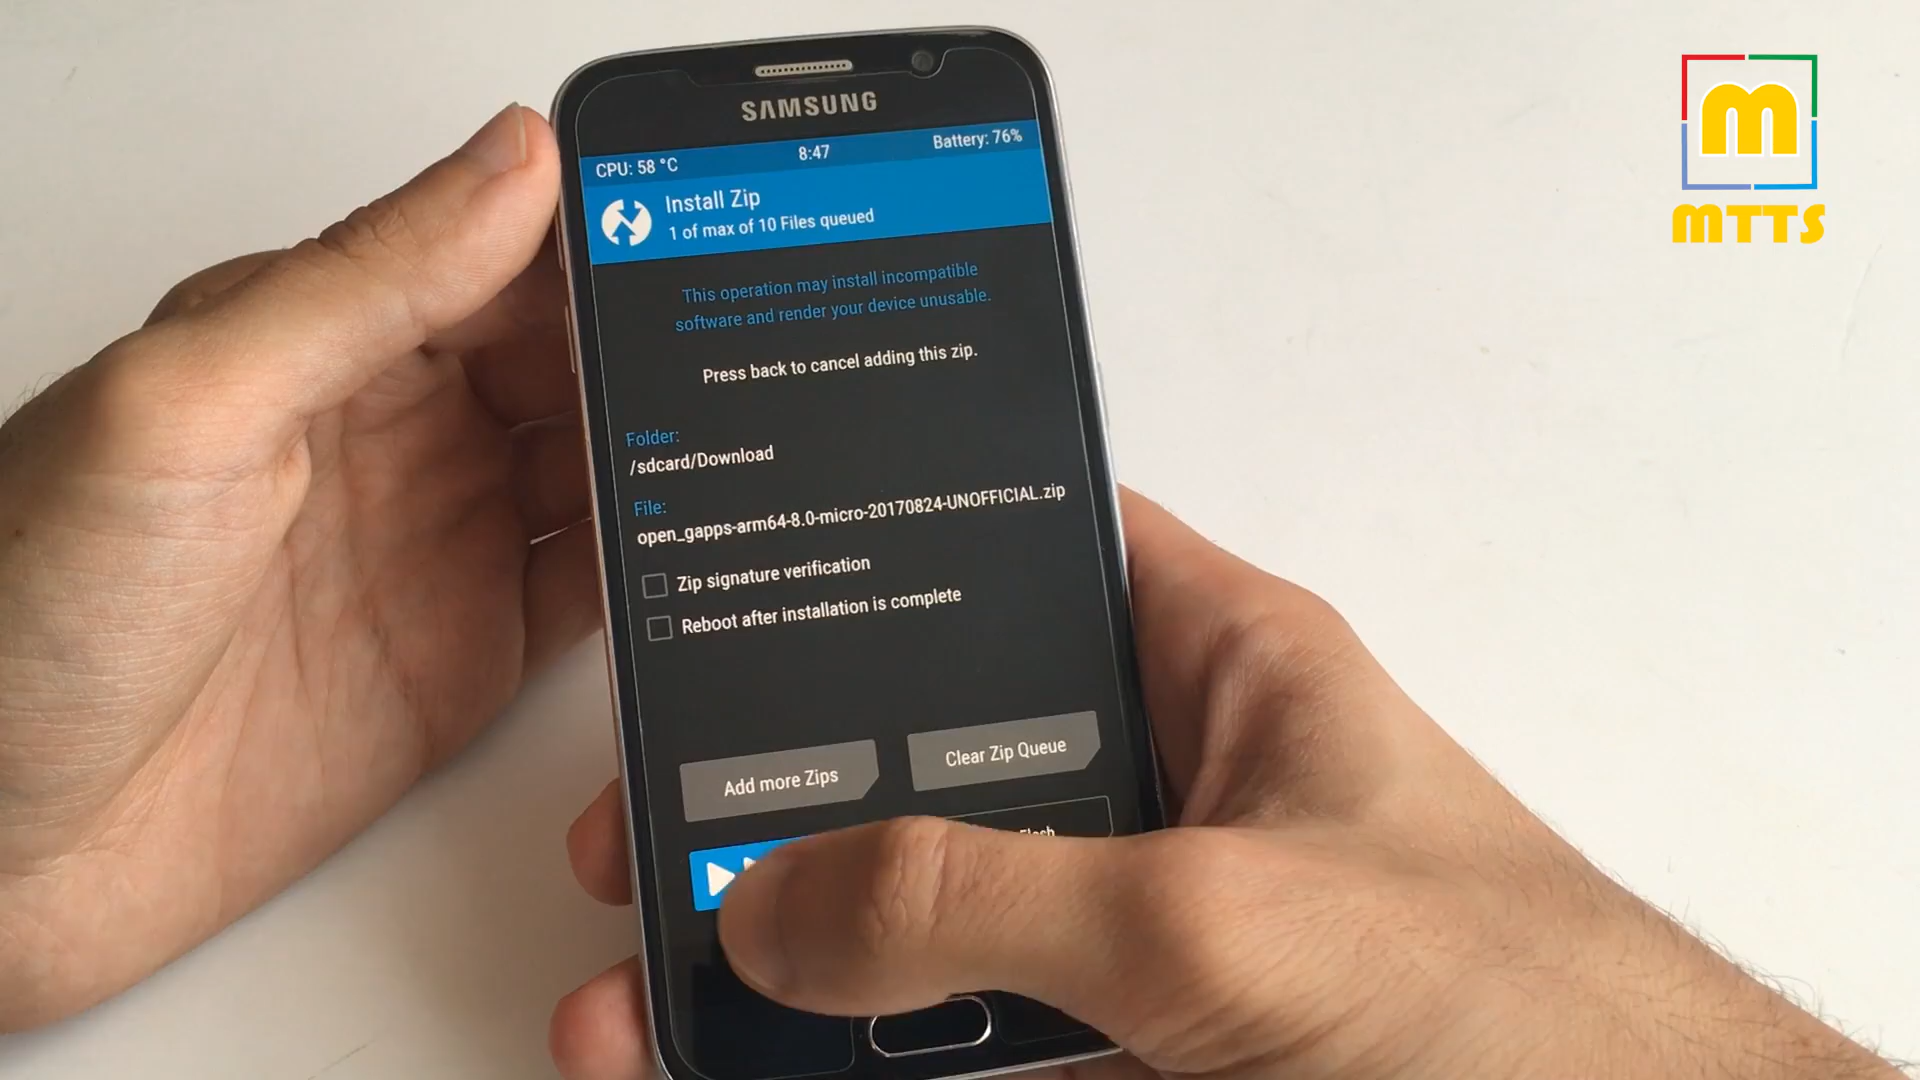 SAMSUNG
CPU: 58 °C
8:47
Battery: 76%
Install Zip
1 of max of 10 Files queued
This operation may install incompatible
software and render your device unusable.
Press back to cancel adding this zip.
Folder:
/sdcard/Download
File:
open_gapps-arm64-8.0-micro-20170824-UNOFFICIAL.zip
Zip signature verification
Reboot after installation is complete
Add more Zips
Clear Zip Queue
Flash
M
MTTS